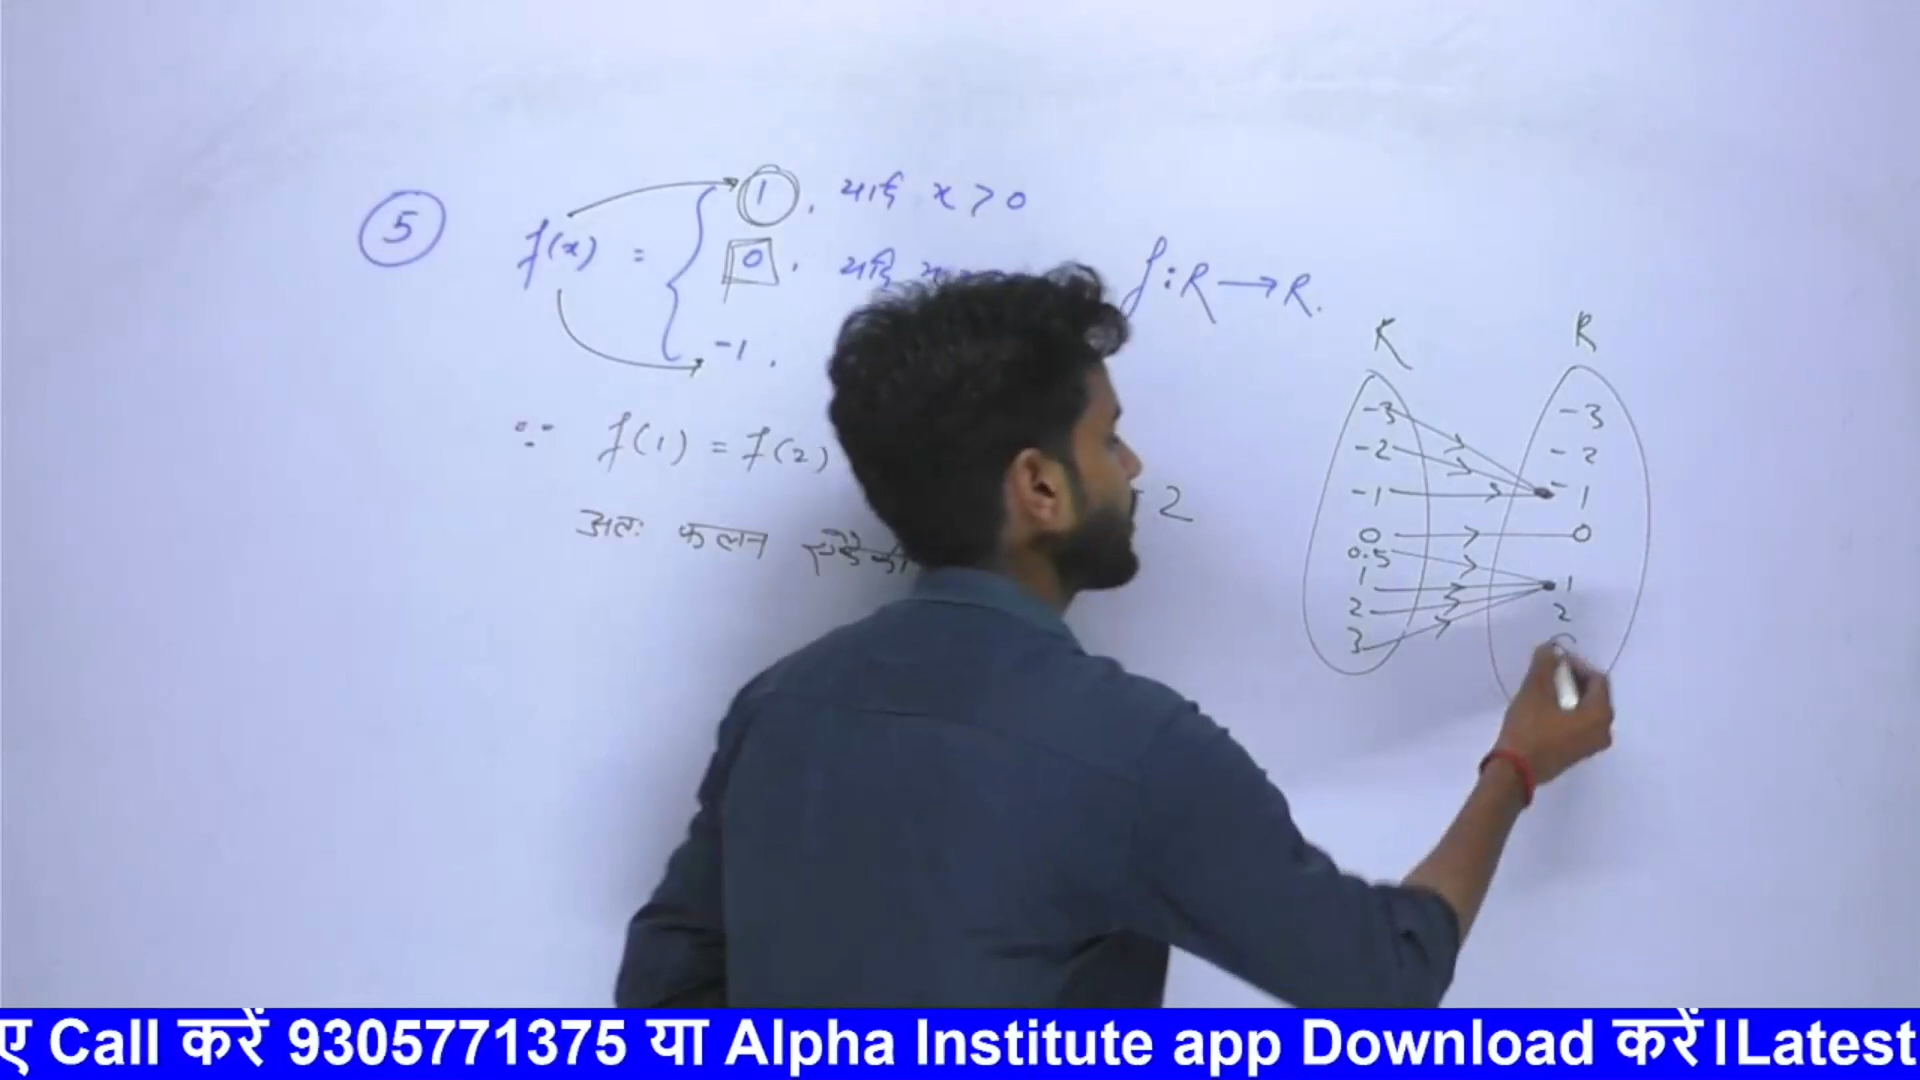 5
f(x) = { 1 , यदि x > 0
0 , यदि
-1 .
f : R → R.
∵ f(1) = f(2)
2
अतः फलन
R R
-3 -3
-2 -2
-1 -1
0 0
0.5
1 1
2 2
3
ए Call करें 9305771375 या Alpha Institute app Download करें।Latest